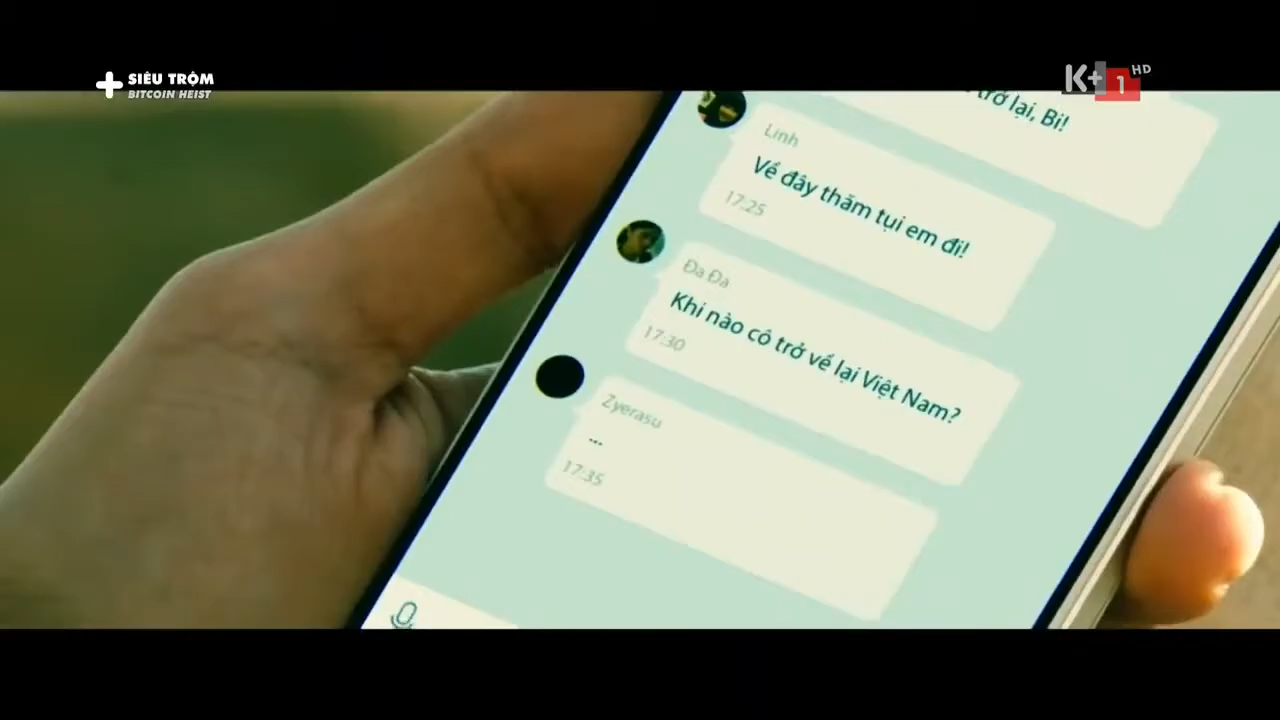 SIÊU TRỘM
BITCOIN HEIST
K+ 1 HD
trở lại, Bi!
Linh
Về đây thăm tụi em đi!
17:25
Đa Đa
Khi nào cô trở về lại Việt Nam?
17:30
Zyerasu
...
17:35